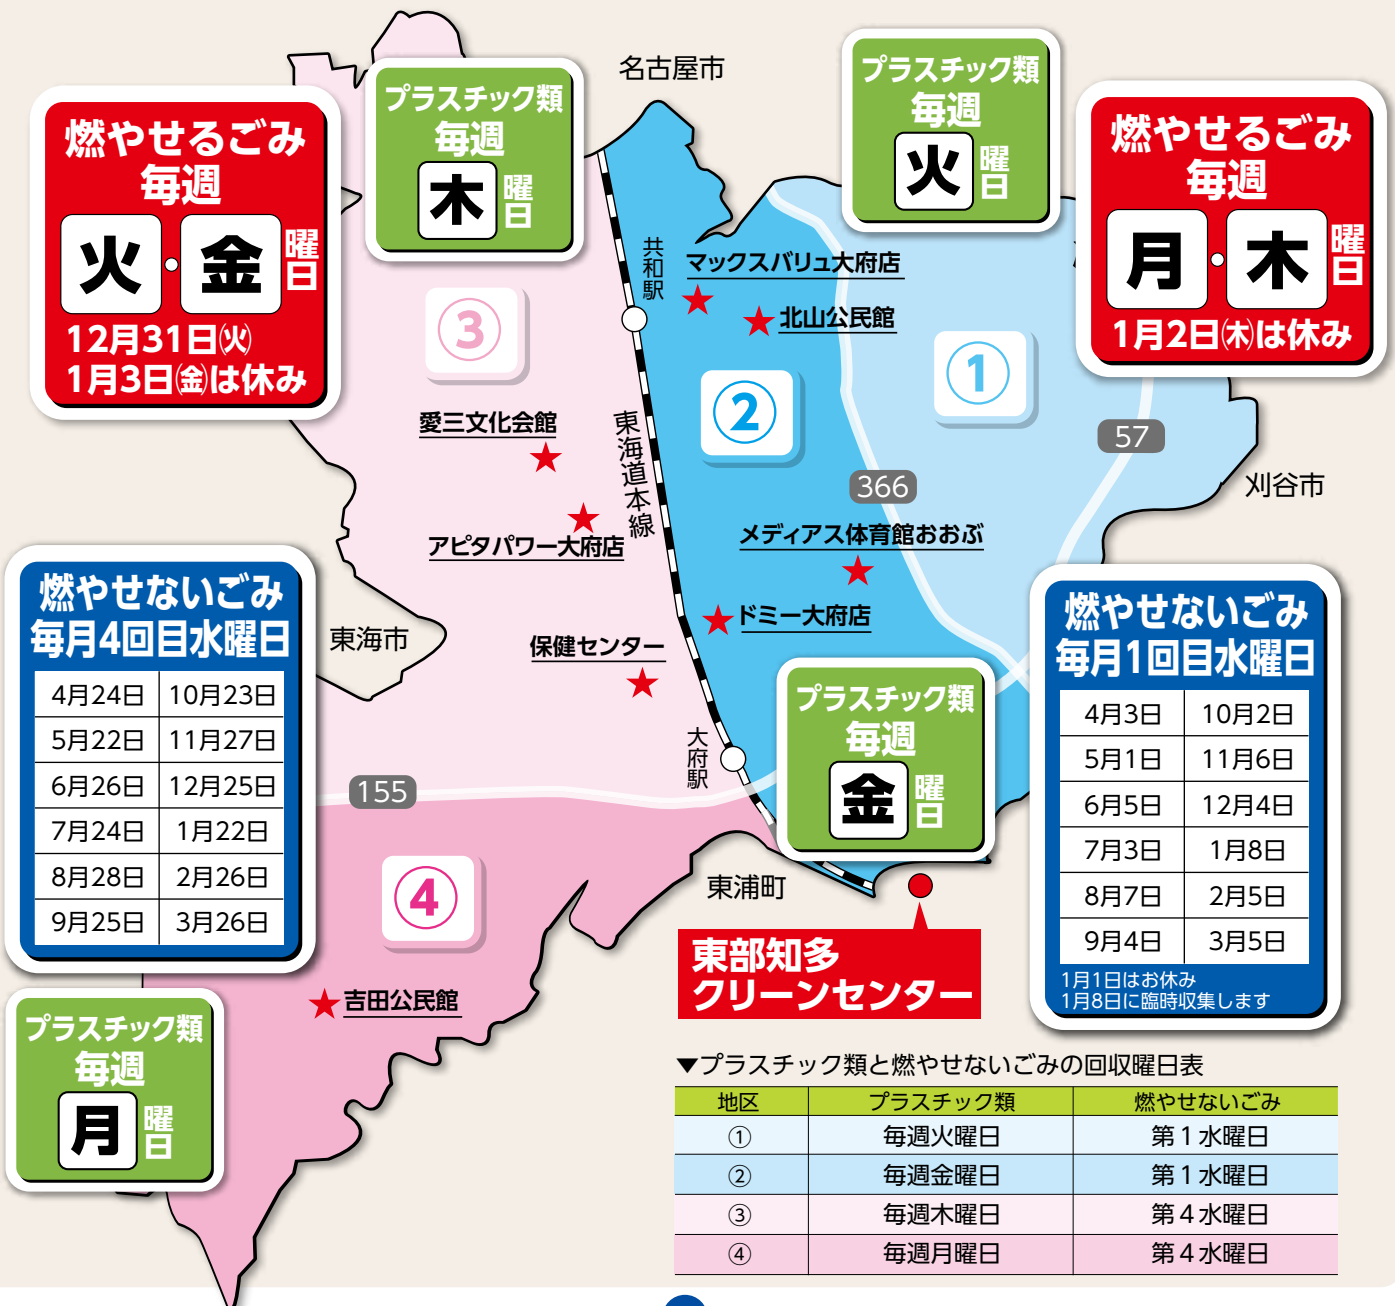 名古屋市
プラスチック類
毎週
木
曜日
プラスチック類
毎週
火
曜日
燃やせるごみ
毎週
火・金
曜日
12月31日㈫
1月3日㈮は休み
燃やせるごみ
毎週
月・木
曜日
1月2日㈭は休み
共和駅
マックスバリュ大府店
北山公民館
③
②
①
愛三文化会館
東海道本線
57
366
刈谷市
アピタパワー大府店
メディアス体育館おおぶ
ドミー大府店
保健センター
東海市
大府駅
155
燃やせないごみ
毎月4回目水曜日
4月24日 10月23日
5月22日 11月27日
6月26日 12月25日
7月24日 1月22日
8月28日 2月26日
9月25日 3月26日
プラスチック類
毎週
金
曜日
燃やせないごみ
毎月1回目水曜日
4月3日 10月2日
5月1日 11月6日
6月5日 12月4日
7月3日 1月8日
8月7日 2月5日
9月4日 3月5日
1月1日はお休み
1月8日に臨時収集します
④
東浦町
東部知多
クリーンセンター
吉田公民館
プラスチック類
毎週
月
曜日
▼プラスチック類と燃やせないごみの回収曜日表
地区 プラスチック類 燃やせないごみ
① 毎週火曜日 第1水曜日
② 毎週金曜日 第1水曜日
③ 毎週木曜日 第4水曜日
④ 毎週月曜日 第4水曜日